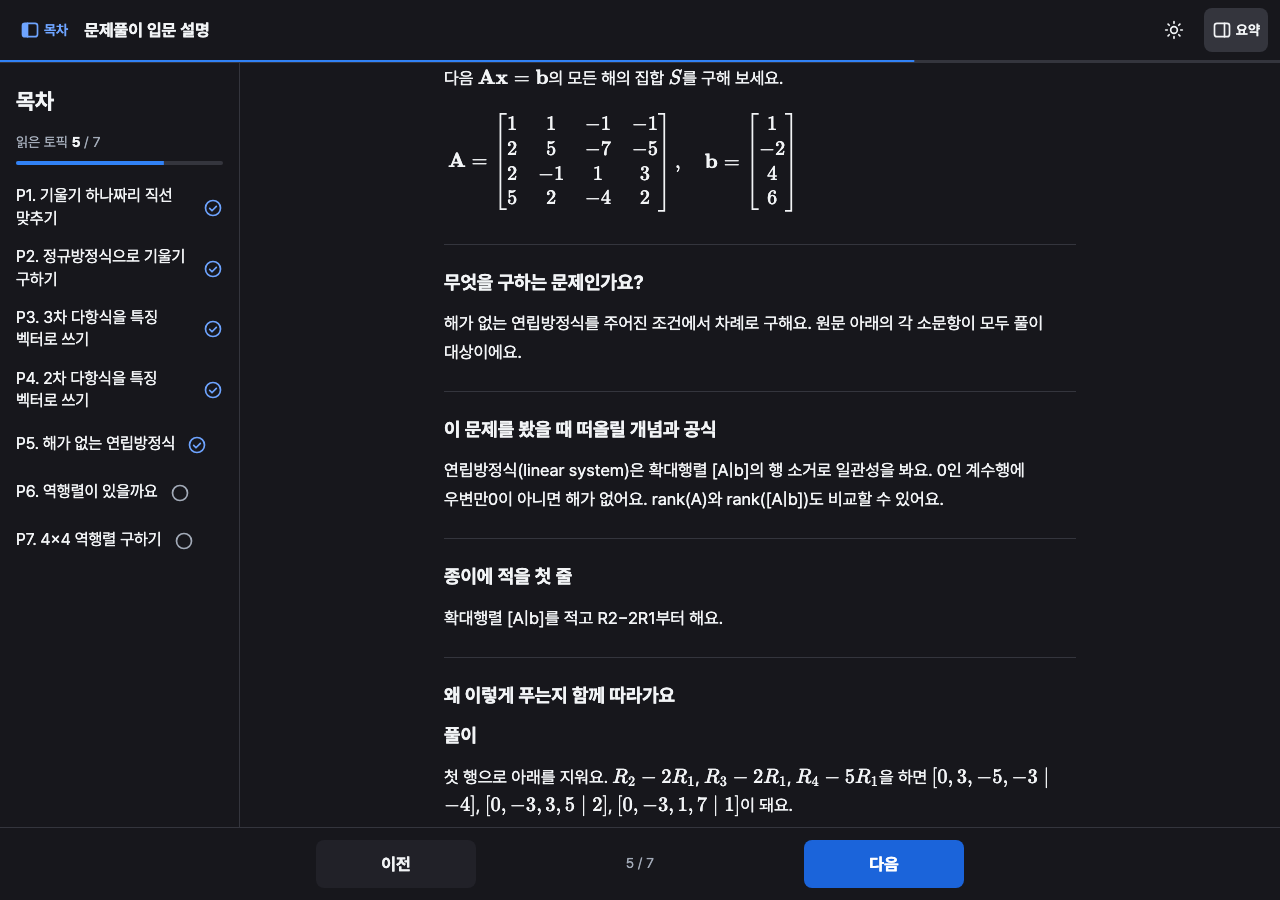 목차 문제풀이 입문 설명 요약
목차
읽은 토픽 5 / 7
P1. 기울기 하나짜리 직선
맞추기
P2. 정규방정식으로 기울기
구하기
P3. 3차 다항식을 특징
벡터로 쓰기
P4. 2차 다항식을 특징
벡터로 쓰기
P5. 해가 없는 연립방정식
P6. 역행렬이 있을까요
P7. 4×4 역행렬 구하기
다음 Ax = b의 모든 해의 집합 S를 구해 보세요.
A = [1 1 −1 −1
2 5 −7 −5
2 −1 1 3
5 2 −4 2] , b = [1
−2
4
6]
무엇을 구하는 문제인가요?
해가 없는 연립방정식를 주어진 조건에서 차례로 구해요. 원문 아래의 각 소문항이 모두 풀이
대상이에요.
이 문제를 봤을 때 떠올릴 개념과 공식
연립방정식(linear system)은 확대행렬 [A|b]의 행 소거로 일관성을 봐요. 0인 계수행에
우변만0이 아니면 해가 없어요. rank(A)와 rank([A|b])도 비교할 수 있어요.
종이에 적을 첫 줄
확대행렬 [A|b]를 적고 R2−2R1부터 해요.
왜 이렇게 푸는지 함께 따라가요
풀이
첫 행으로 아래를 지워요. R₂ − 2R₁, R₃ − 2R₁, R₄ − 5R₁을 하면 [0, 3, −5, −3 |
−4], [0, −3, 3, 5 | 2], [0, −3, 1, 7 | 1]이 돼요.
이전 5 / 7 다음